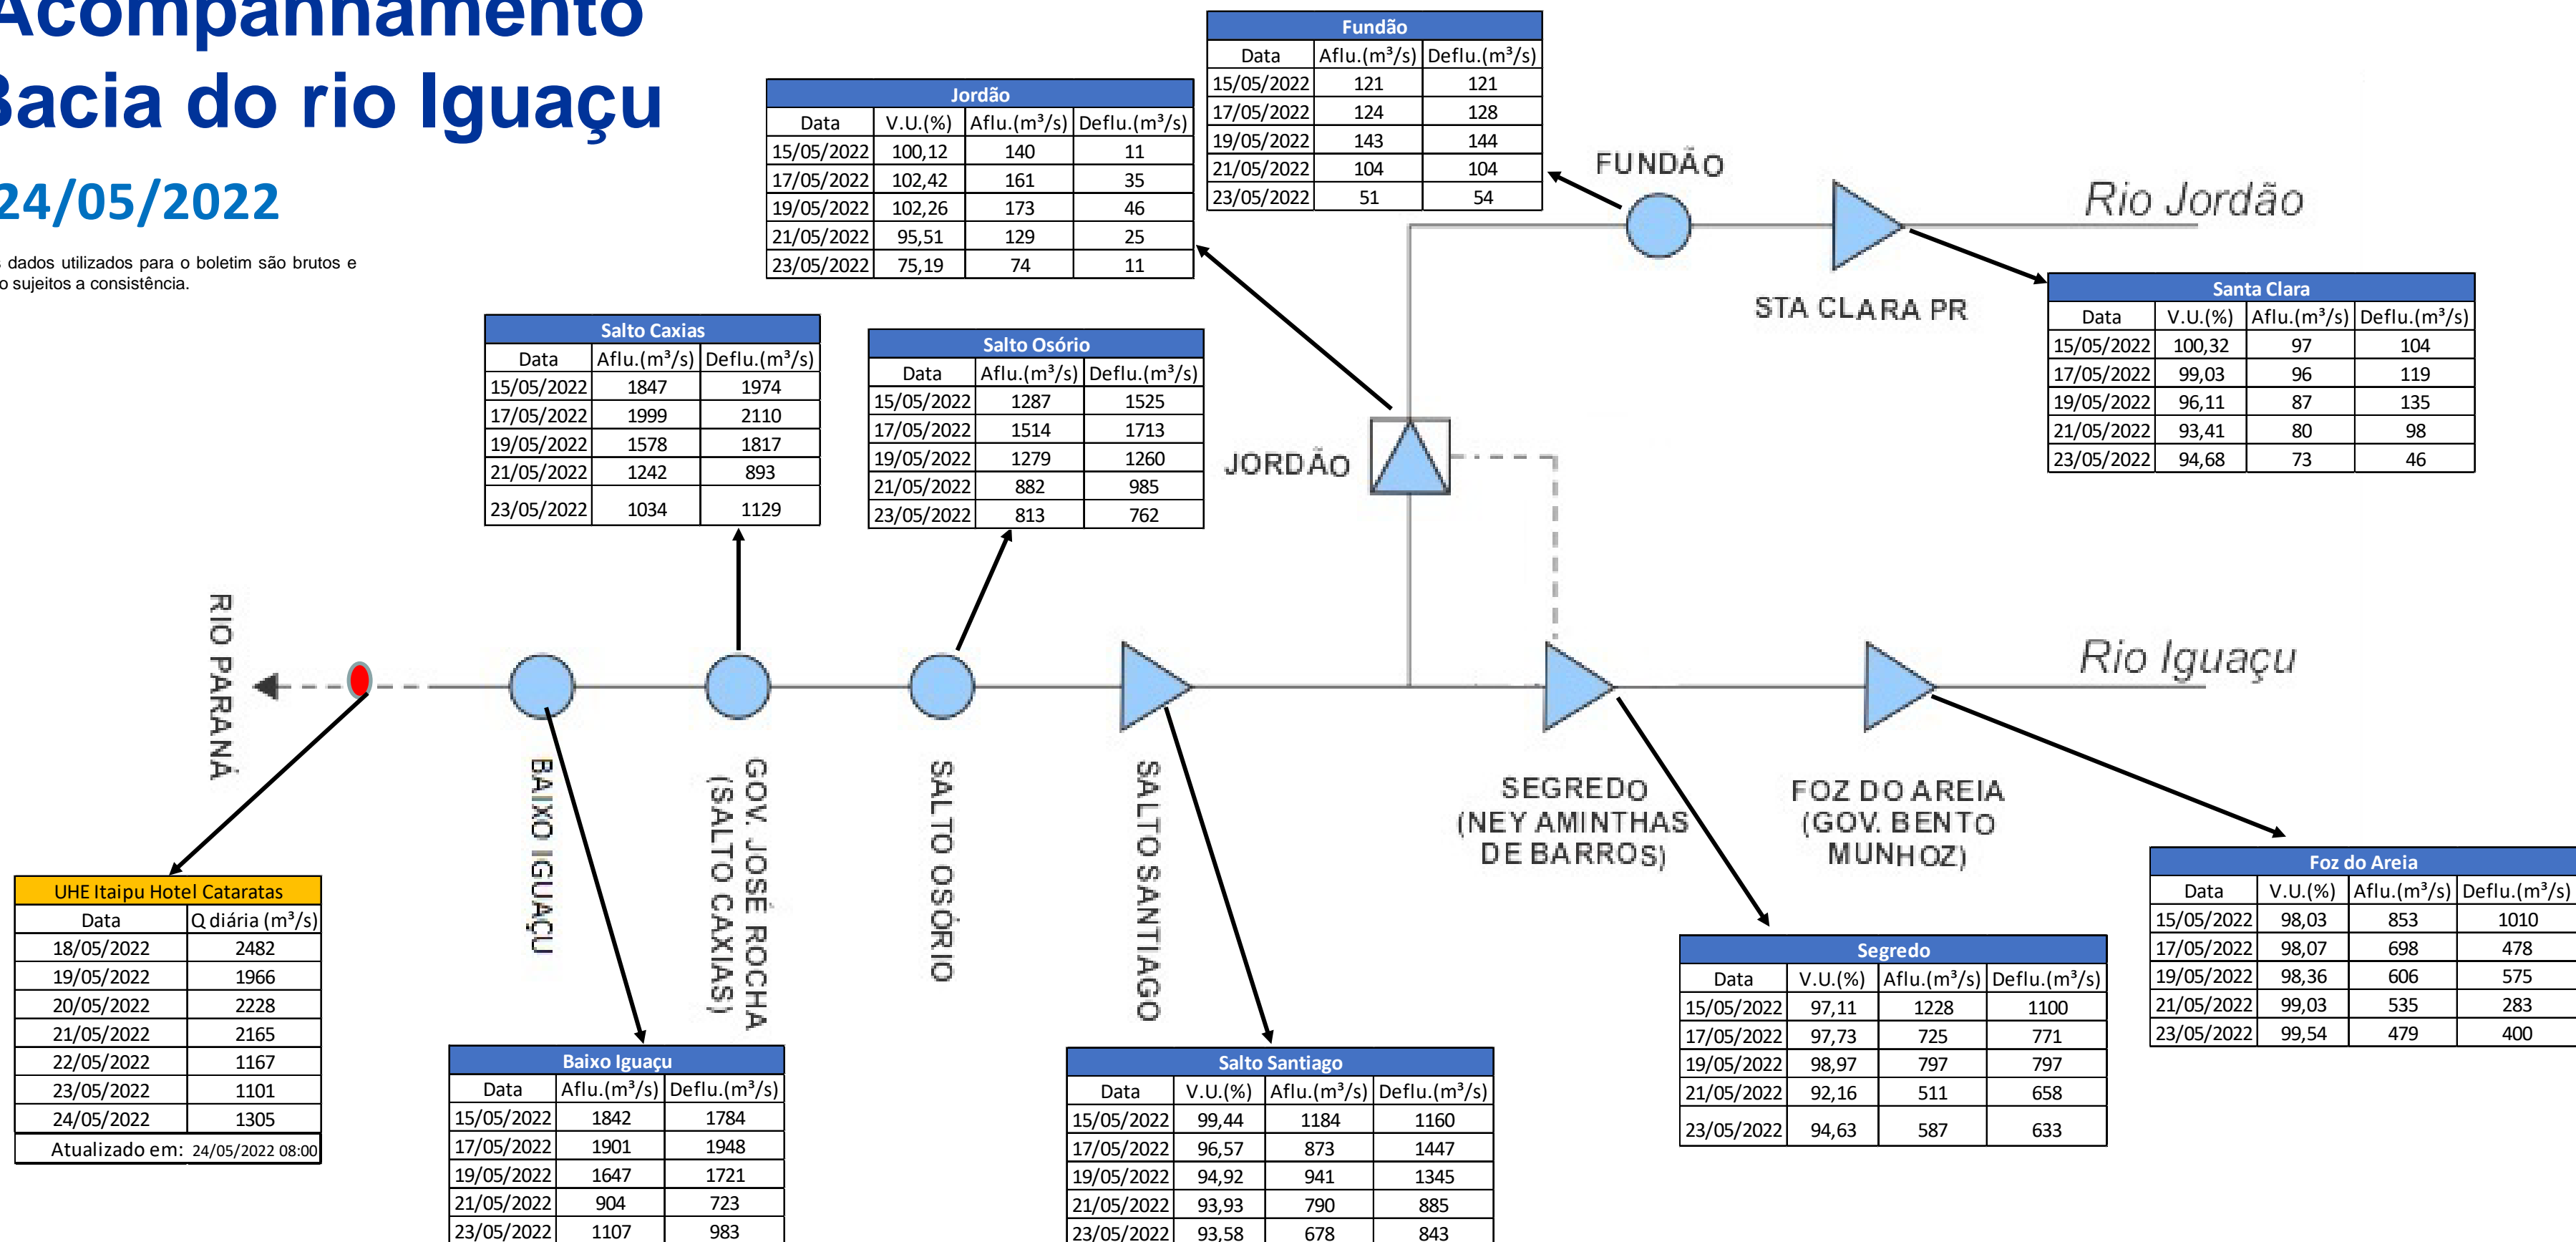 Acompanhamento
Bacia do rio Iguaçu
24/05/2022
s dados utilizados para o boletim são brutos e
o sujeitos a consistência.
Fundão
Data Aflu.(m³/s) Deflu.(m³/s)
15/05/2022 121 121
17/05/2022 124 128
19/05/2022 143 144
21/05/2022 104 104
23/05/2022 51 54
Jordão
Data V.U.(%) Aflu.(m³/s) Deflu.(m³/s)
15/05/2022 100,12 140 11
17/05/2022 102,42 161 35
19/05/2022 102,26 173 46
21/05/2022 95,51 129 25
23/05/2022 75,19 74 11
FUNDÃO
Rio Jordão
STA CLARA PR
Santa Clara
Data V.U.(%) Aflu.(m³/s) Deflu.(m³/s)
15/05/2022 100,32 97 104
17/05/2022 99,03 96 119
19/05/2022 96,11 87 135
21/05/2022 93,41 80 98
23/05/2022 94,68 73 46
Salto Caxias
Data Aflu.(m³/s) Deflu.(m³/s)
15/05/2022 1847 1974
17/05/2022 1999 2110
19/05/2022 1578 1817
21/05/2022 1242 893
23/05/2022 1034 1129
Salto Osório
Data Aflu.(m³/s) Deflu.(m³/s)
15/05/2022 1287 1525
17/05/2022 1514 1713
19/05/2022 1279 1260
21/05/2022 882 985
23/05/2022 813 762
JORDÃO
RIO PARANÁ
Rio Iguaçu
BAIXO IGUAÇU
GOV. JOSÉ ROCHA
(SALTO CAXIAS)
SALTO OSÓRIO
SALTO SANTIAGO
SEGREDO
(NEY AMINTHAS
DE BARROS)
FOZ DO AREIA
(GOV. BENTO
MUNHOZ)
Foz do Areia
Data V.U.(%) Aflu.(m³/s) Deflu.(m³/s)
15/05/2022 98,03 853 1010
17/05/2022 98,07 698 478
19/05/2022 98,36 606 575
21/05/2022 99,03 535 283
23/05/2022 99,54 479 400
UHE Itaipu Hotel Cataratas
Data Q diária (m³/s)
18/05/2022 2482
19/05/2022 1966
20/05/2022 2228
21/05/2022 2165
22/05/2022 1167
23/05/2022 1101
24/05/2022 1305
Atualizado em: 24/05/2022 08:00
Segredo
Data V.U.(%) Aflu.(m³/s) Deflu.(m³/s)
15/05/2022 97,11 1228 1100
17/05/2022 97,73 725 771
19/05/2022 98,97 797 797
21/05/2022 92,16 511 658
23/05/2022 94,63 587 633
Baixo Iguaçu
Data Aflu.(m³/s) Deflu.(m³/s)
15/05/2022 1842 1784
17/05/2022 1901 1948
19/05/2022 1647 1721
21/05/2022 904 723
23/05/2022 1107 983
Salto Santiago
Data V.U.(%) Aflu.(m³/s) Deflu.(m³/s)
15/05/2022 99,44 1184 1160
17/05/2022 96,57 873 1447
19/05/2022 94,92 941 1345
21/05/2022 93,93 790 885
23/05/2022 93,58 678 843